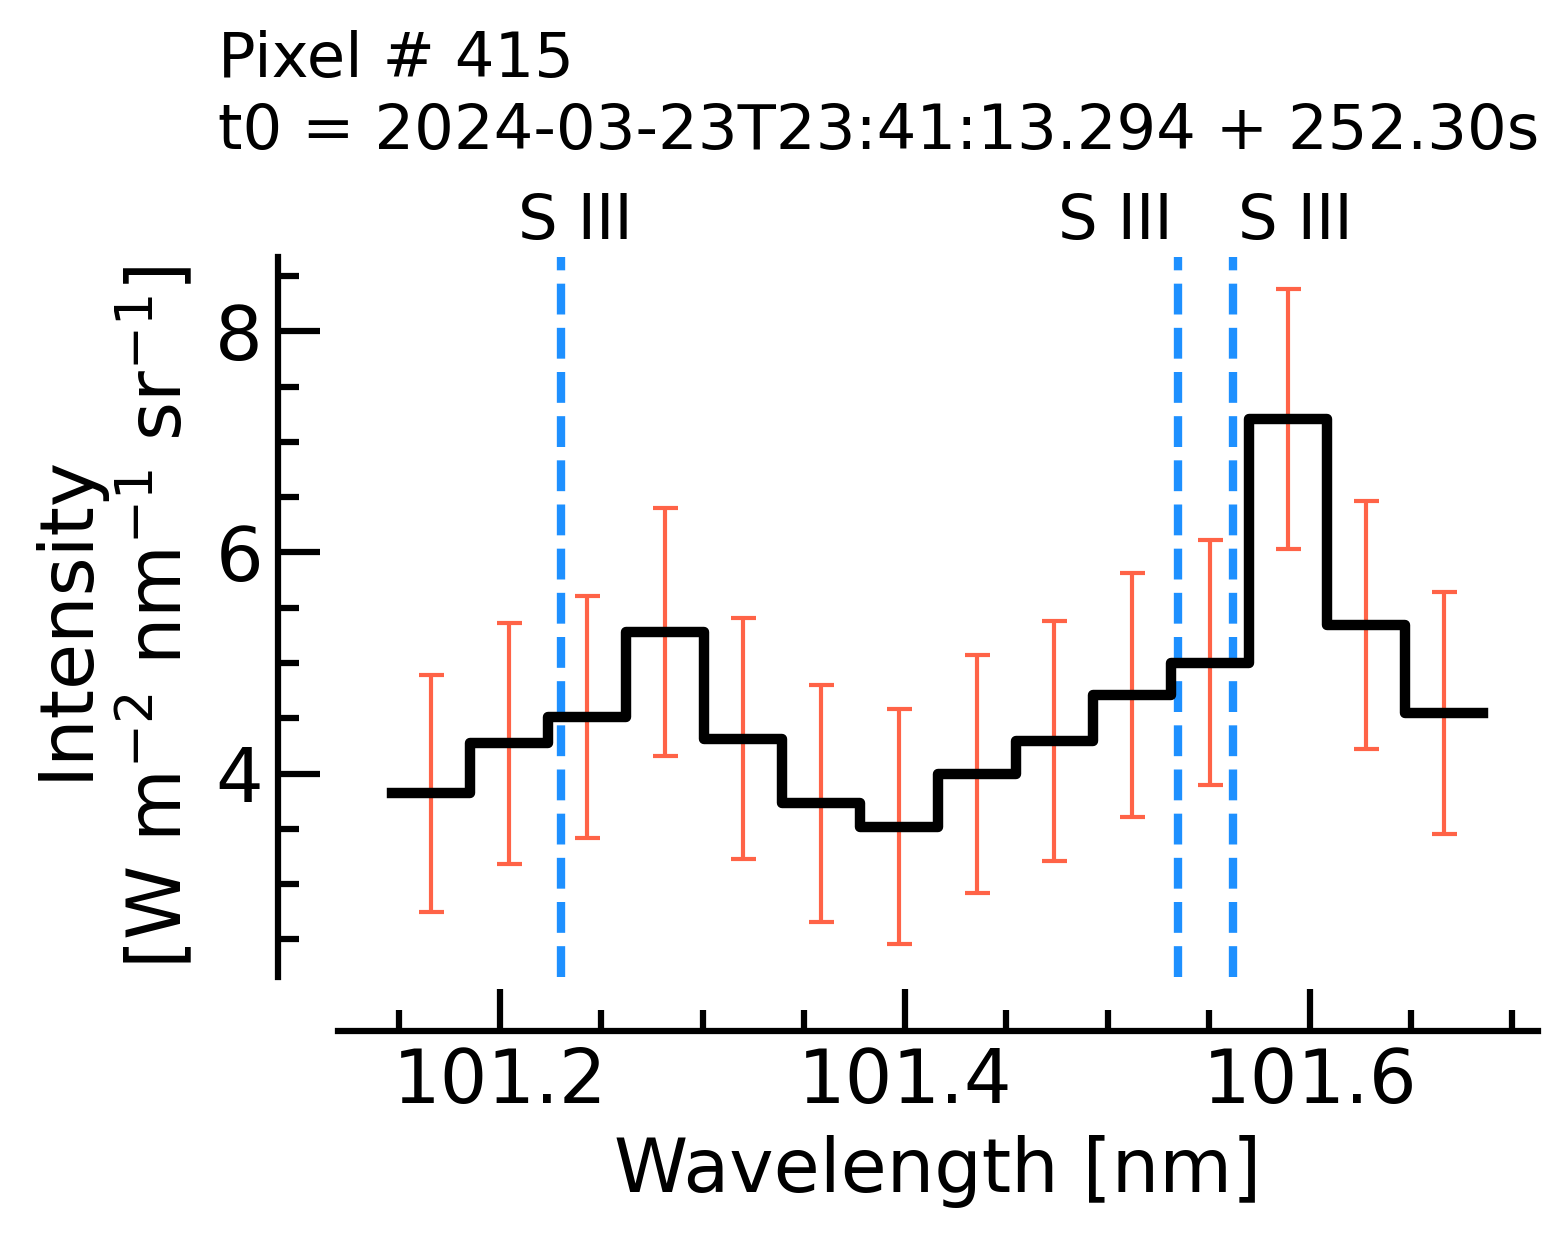 Pixel # 415
t0 = 2024-03-23T23:41:13.294 + 252.30s
S III S III S III
Intensity
[W m⁻² nm⁻¹ sr⁻¹]
8
6
4
101.2 101.4 101.6
Wavelength [nm]